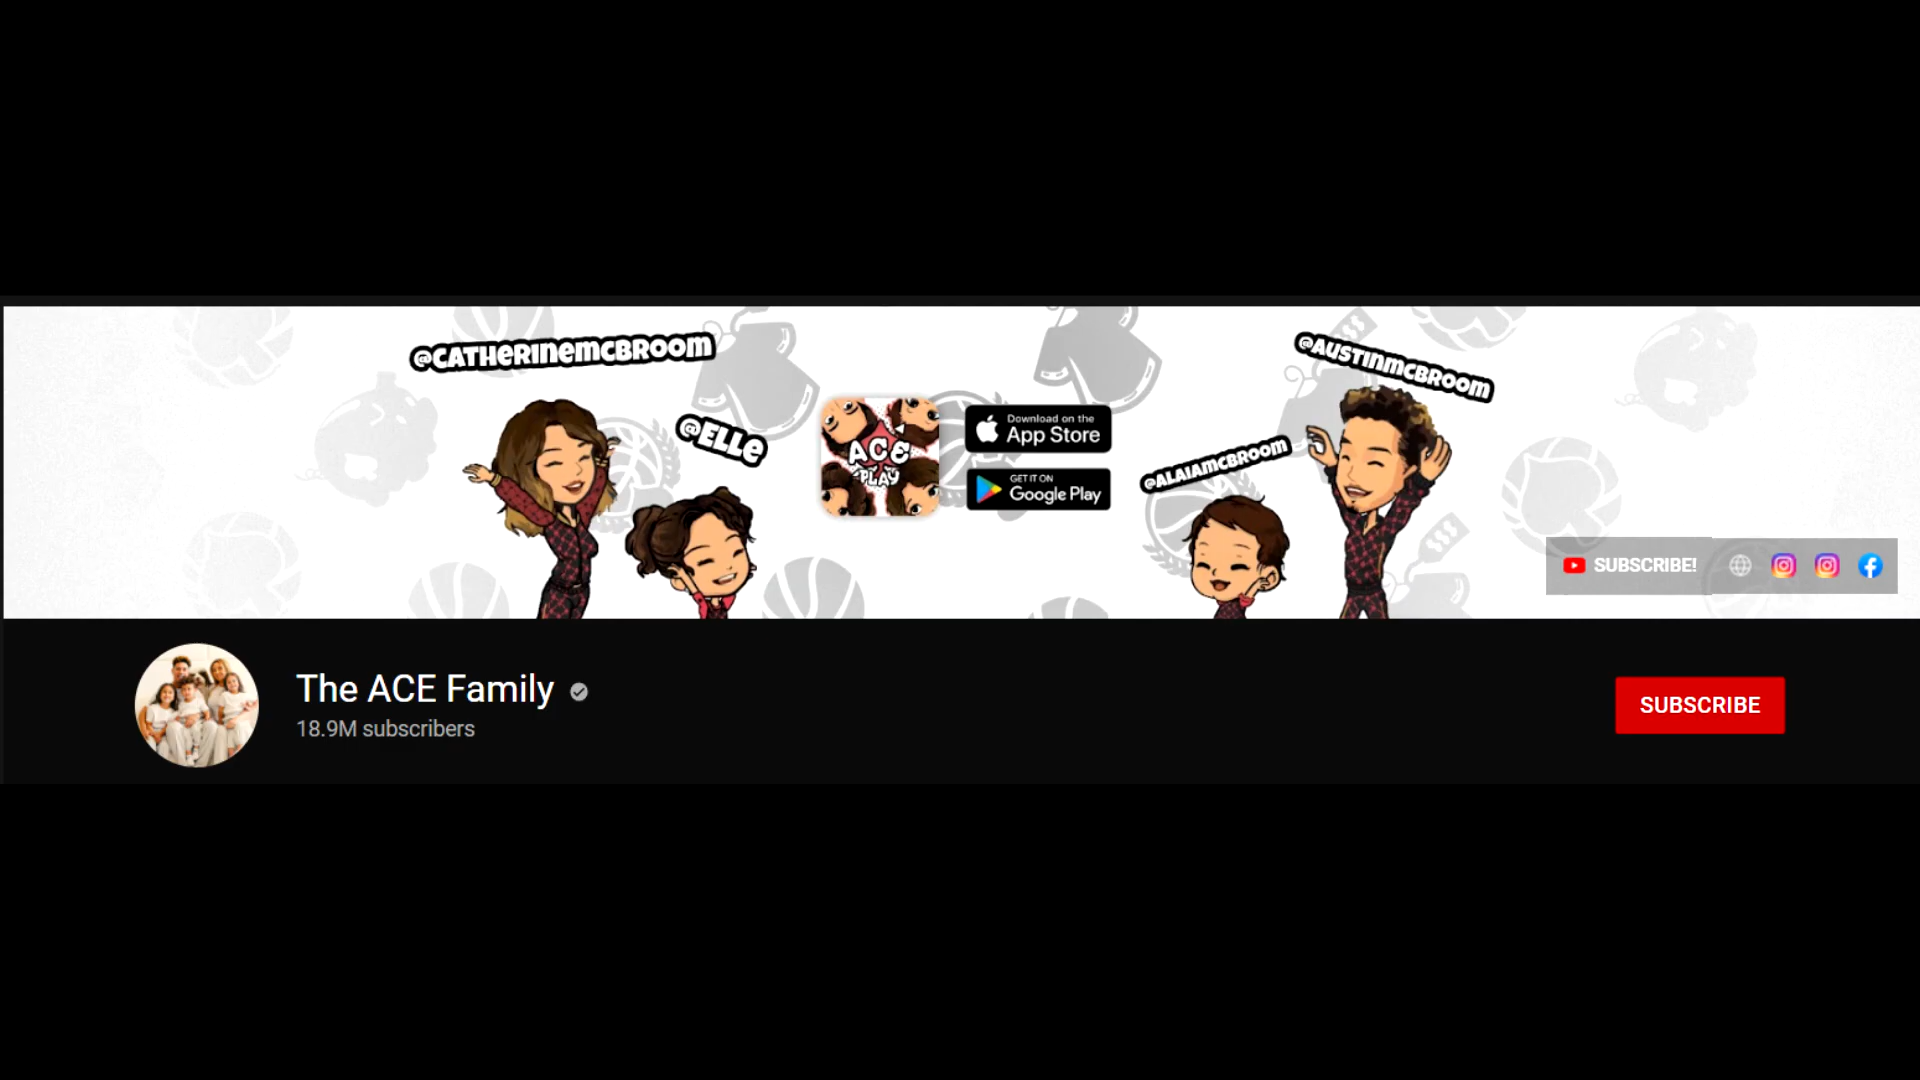 @CATHERINEMCBROOM
@ELLE
ACE
PLAY
Download on the
App Store
GET IT ON
Google Play
@ALAIAMCBROOM
@AUSTINMCBROOM
SUBSCRIBE!
The ACE Family
18.9M subscribers
SUBSCRIBE